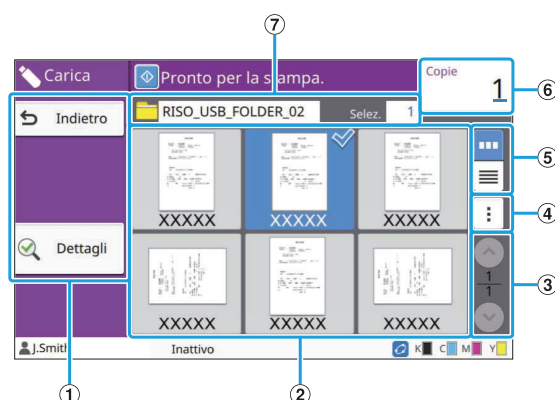 ⑦
Carica
Pronto per la stampa.
Copie
1
⑥
Indietro
RISO_USB_FOLDER_02
Selez.
1
⑤
XXXXX XXXXX XXXXX
④
Dettagli
1
1
③
XXXXX XXXXX XXXXX
J.Smith
Inattivo
K C M Y
① ②